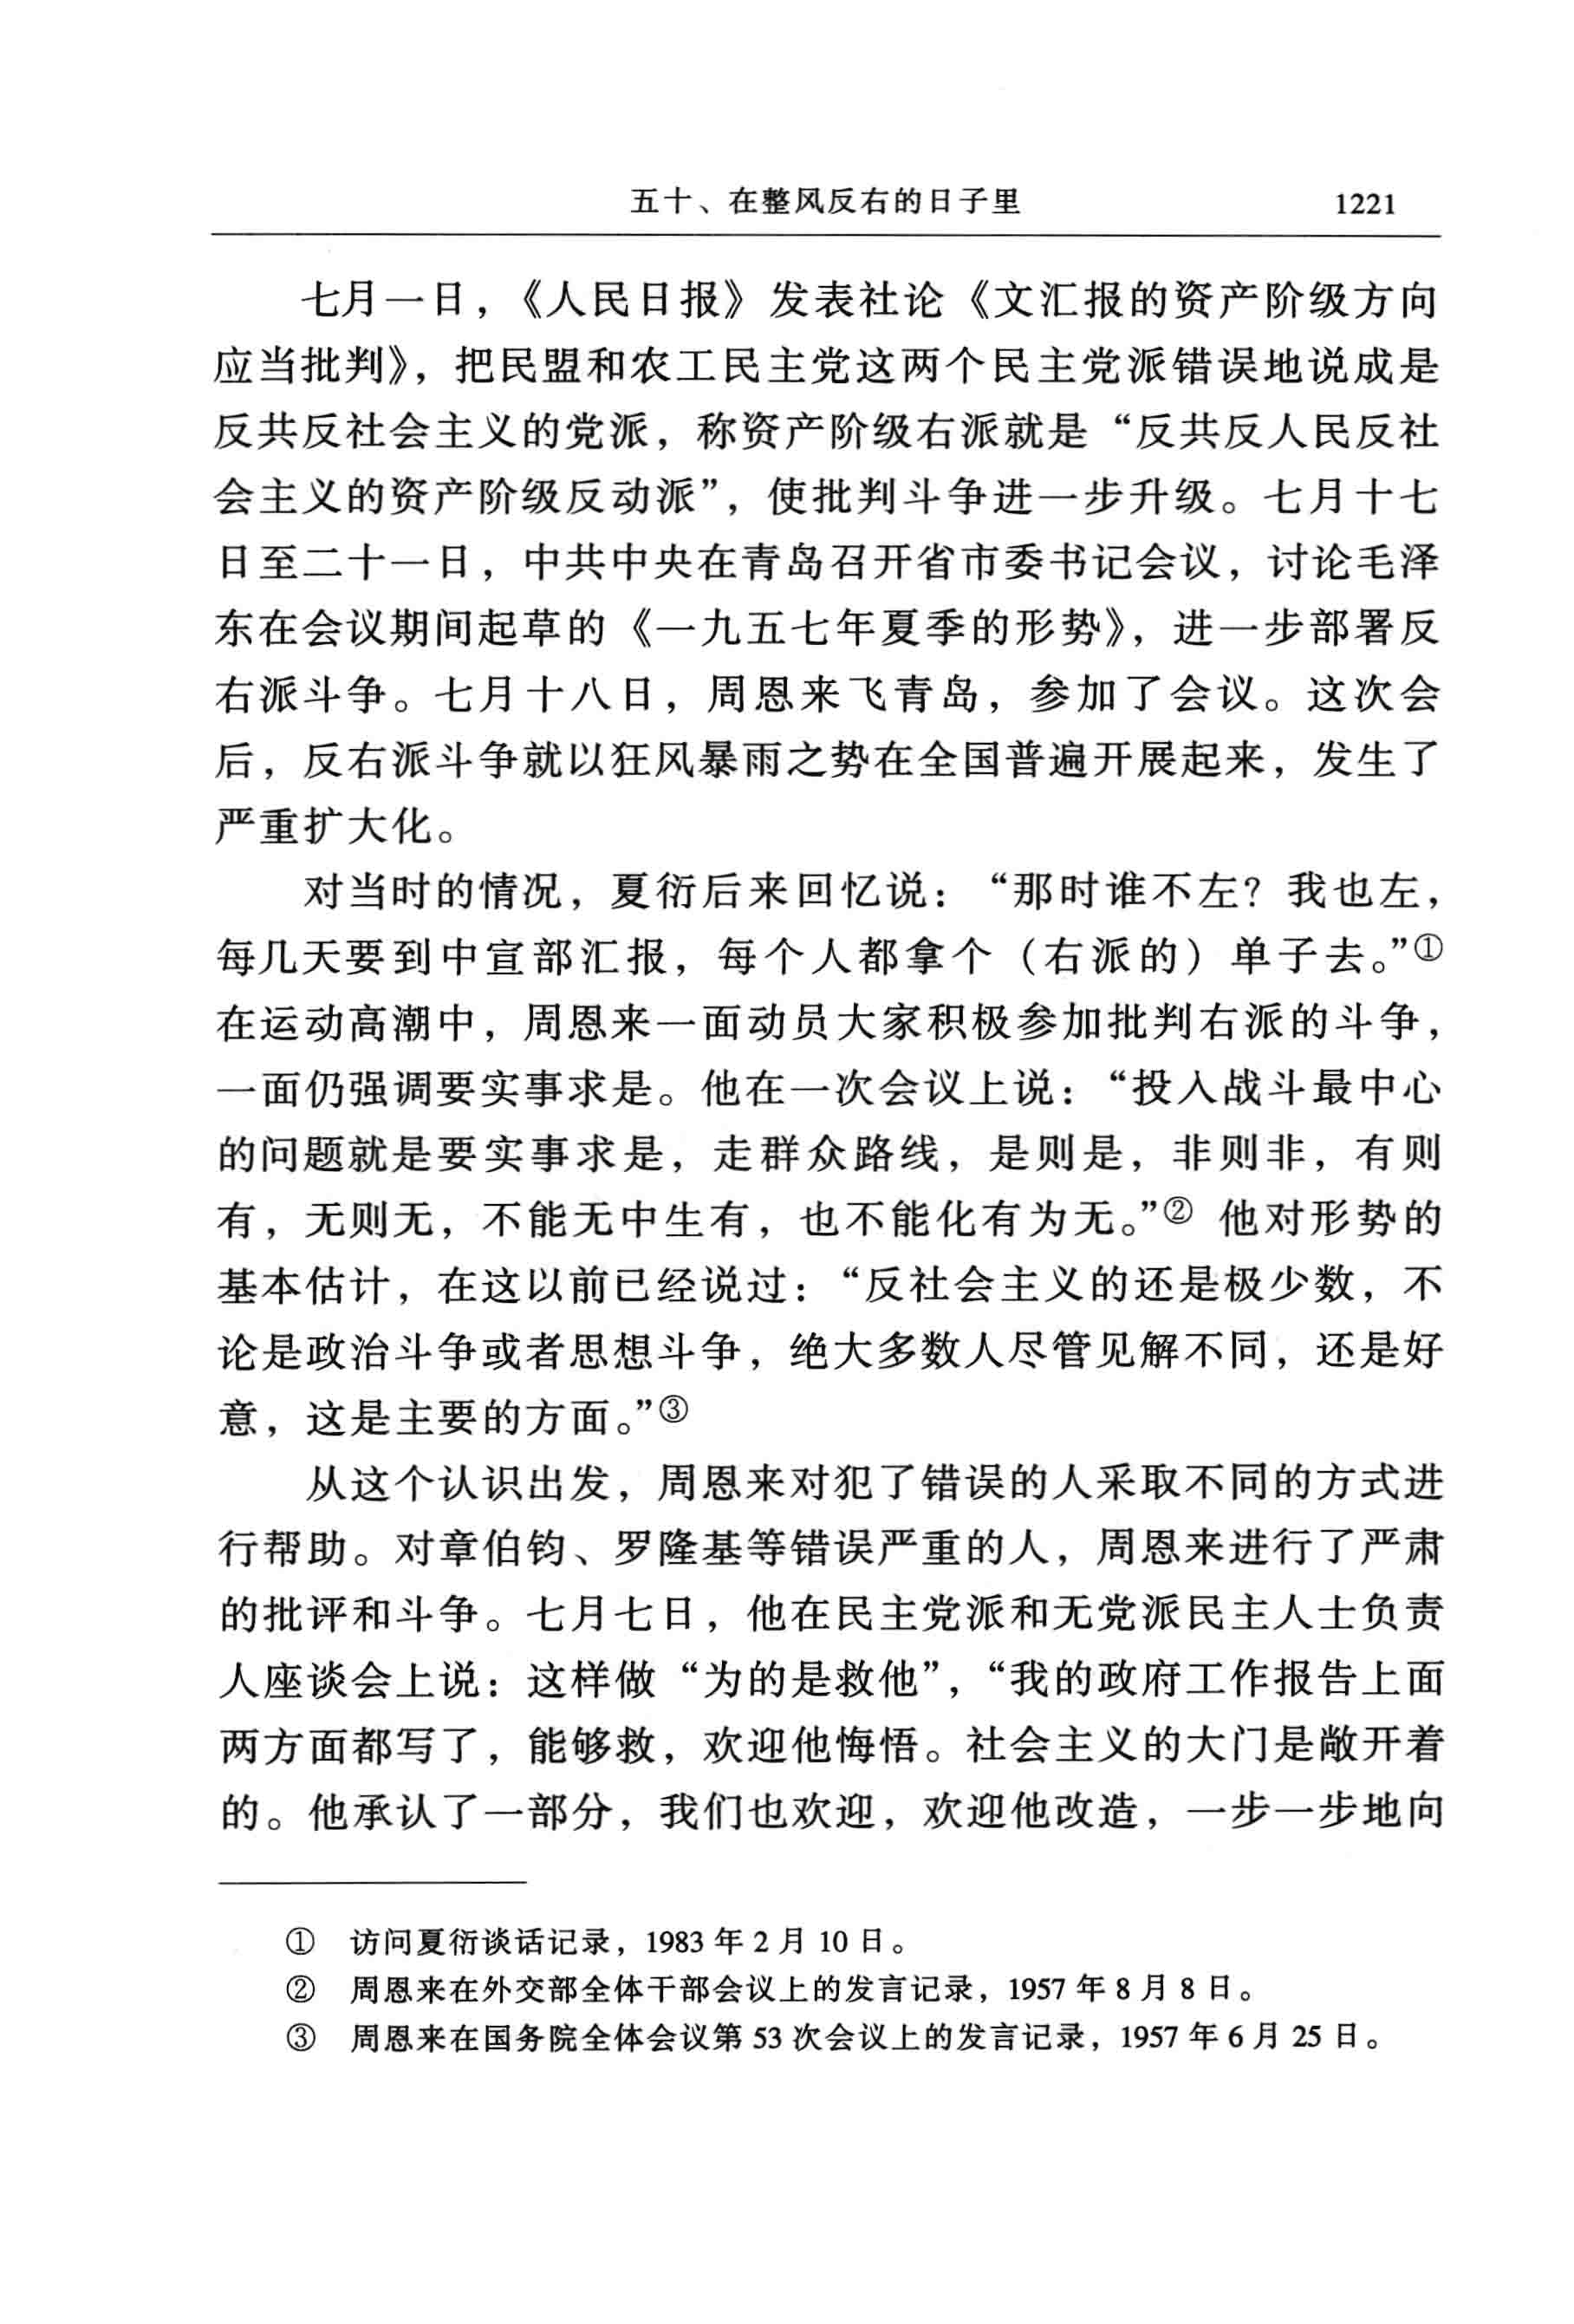 五十、在整风反右的日子里 1221
七月一日，《人民日报》发表社论《文汇报的资产阶级方向
应当批判》，把民盟和农工民主党这两个民主党派错误地说成是
反共反社会主义的党派，称资产阶级右派就是“反共反人民反社
会主义的资产阶级反动派”，使批判斗争进一步升级。七月十七
日至二十一日，中共中央在青岛召开省市委书记会议，讨论毛泽
东在会议期间起草的《一九五七年夏季的形势》，进一步部署反
右派斗争。七月十八日，周恩来飞青岛，参加了会议。这次会
后，反右派斗争就以狂风暴雨之势在全国普遍开展起来，发生了
严重扩大化。
对当时的情况，夏衍后来回忆说：“那时谁不左？我也左，
每几天要到中宣部汇报，每个人都拿个（右派的）单子去。”①
在运动高潮中，周恩来一面动员大家积极参加批判右派的斗争，
一面仍强调要实事求是。他在一次会议上说：“投入战斗最中心
的问题就是要实事求是，走群众路线，是则是，非则非，有则
有，无则无，不能无中生有，也不能化有为无。”② 他对形势的
基本估计，在这以前已经说过：“反社会主义的还是极少数，不
论是政治斗争或者思想斗争，绝大多数人尽管见解不同，还是好
意，这是主要的方面。”③
从这个认识出发，周恩来对犯了错误的人采取不同的方式进
行帮助。对章伯钧、罗隆基等错误严重的人，周恩来进行了严肃
的批评和斗争。七月七日，他在民主党派和无党派民主人士负责
人座谈会上说：这样做“为的是救他”，“我的政府工作报告上面
两方面都写了，能够救，欢迎他悔悟。社会主义的大门是敞开着
的。他承认了一部分，我们也欢迎，欢迎他改造，一步一步地向
① 访问夏衍谈话记录，1983 年 2 月 10 日。
② 周恩来在外交部全体干部会议上的发言记录，1957 年 8 月 8 日。
③ 周恩来在国务院全体会议第 53 次会议上的发言记录，1957 年 6 月 25 日。